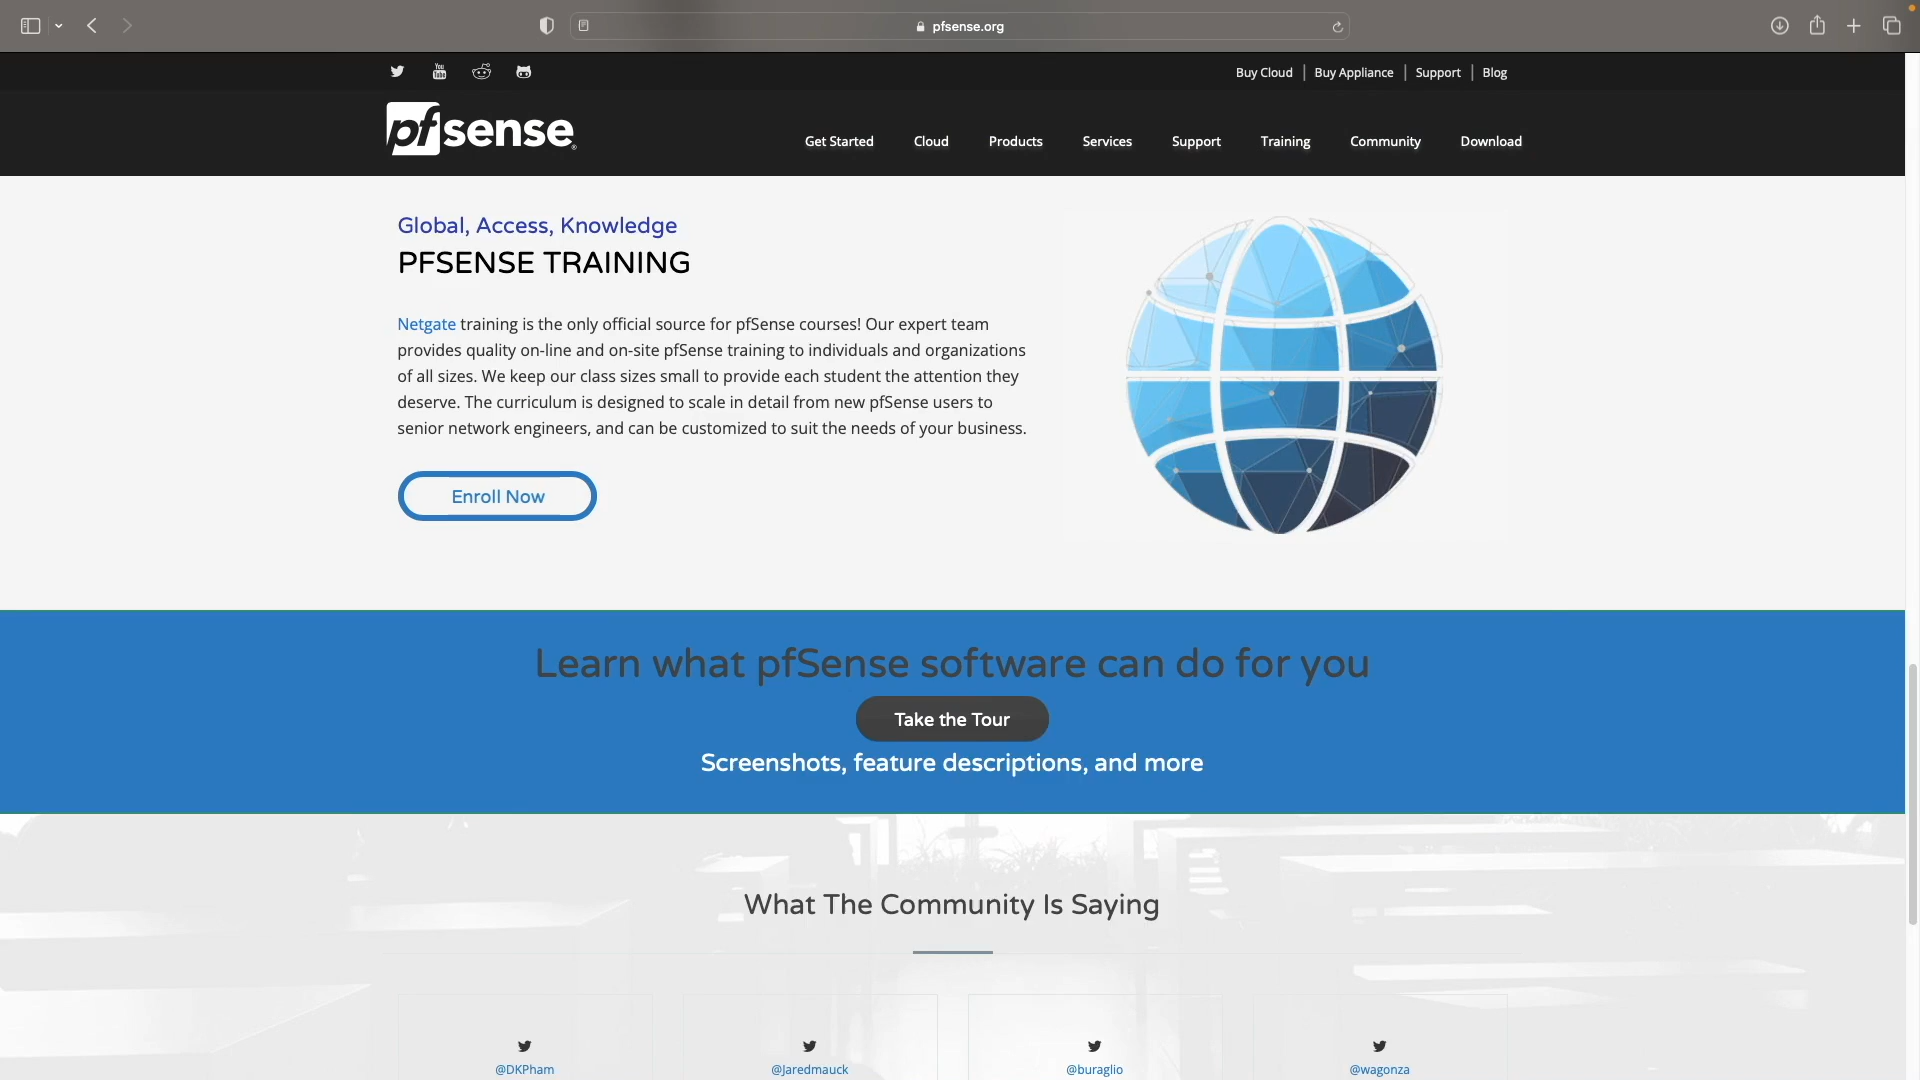 pfsense.org
Buy Cloud
Buy Appliance
Support
Blog
pfsense
Get Started
Cloud
Products
Services
Support
Training
Community
Download
Global, Access, Knowledge
PFSENSE TRAINING
Netgate training is the only official source for pfSense courses! Our expert team
provides quality on-line and on-site pfSense training to individuals and organizations
of all sizes. We keep our class sizes small to provide each student the attention they
deserve. The curriculum is designed to scale in detail from new pfSense users to
senior network engineers, and can be customized to suit the needs of your business.
Enroll Now
Learn what pfSense software can do for you
Take the Tour
Screenshots, feature descriptions, and more
What The Community Is Saying
@DKPham
@Jaredmauck
@buraglio
@wagonza